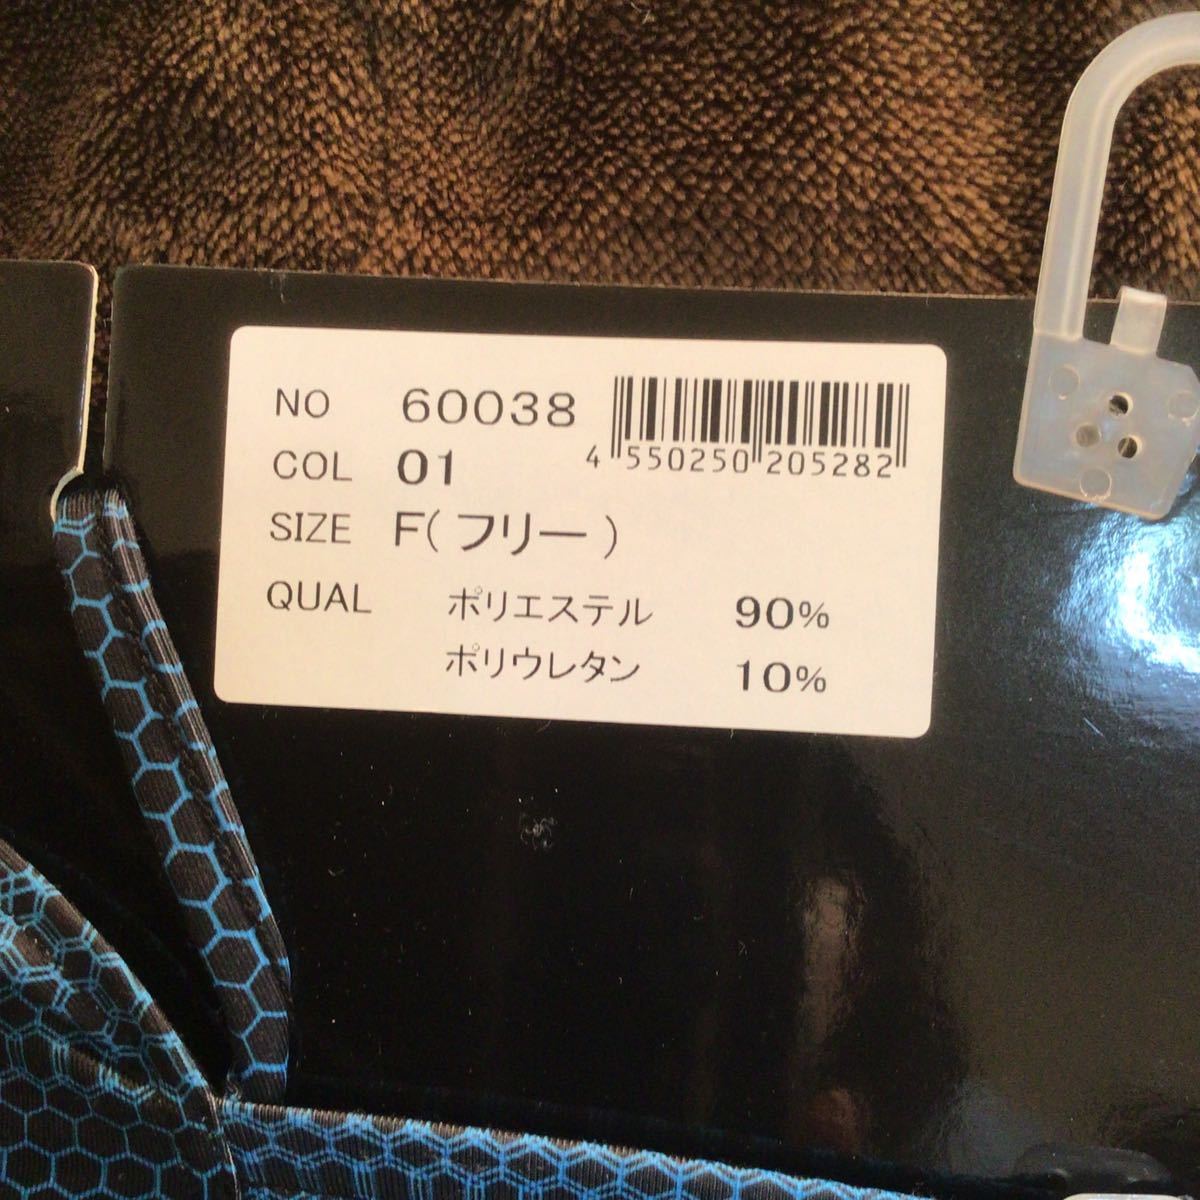 NO 60038
4 550250 205282
COL 01
SIZE F(フリー)
QUAL ポリエステル 90%
ポリウレタン 10%